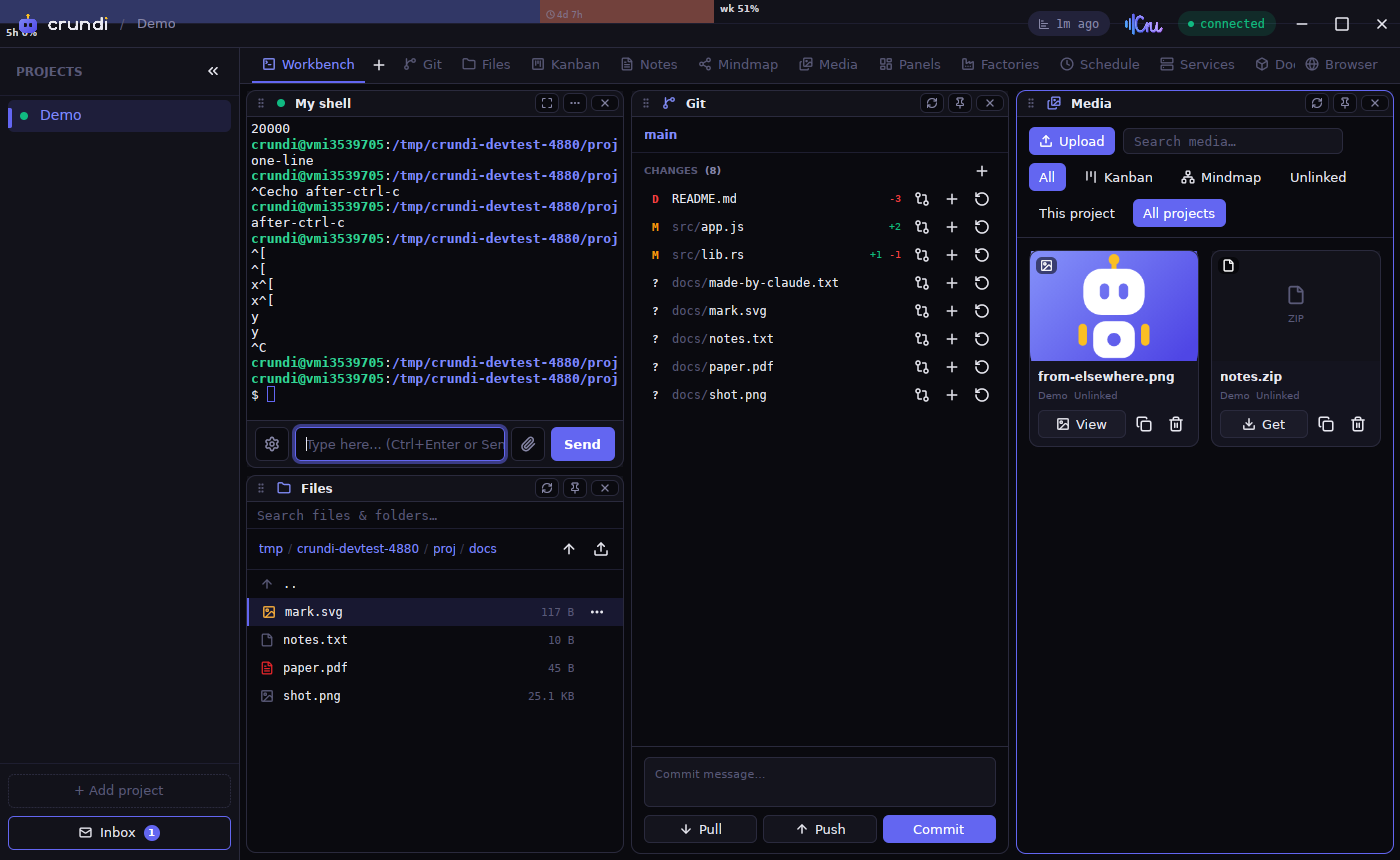 4d 7h
wk 51%
crundi / Demo
1m ago
Cru
connected
PROJECTS
Demo
+ Add project
Inbox 1
Workbench
Git
Files
Kanban
Notes
Mindmap
Media
Panels
Factories
Schedule
Services
Browser
My shell
20000
crundi@vmi3539705:/tmp/crundi-devtest-4880/proj
one-line
crundi@vmi3539705:/tmp/crundi-devtest-4880/proj
^Cecho after-ctrl-c
crundi@vmi3539705:/tmp/crundi-devtest-4880/proj
after-ctrl-c
crundi@vmi3539705:/tmp/crundi-devtest-4880/proj
^[
^[
x^[
x^[
y
y
^C
crundi@vmi3539705:/tmp/crundi-devtest-4880/proj
crundi@vmi3539705:/tmp/crundi-devtest-4880/proj
$
Type here... (Ctrl+Enter or Sen
Send
Files
Search files & folders…
tmp / crundi-devtest-4880 / proj / docs
..
mark.svg 117 B
notes.txt 10 B
paper.pdf 45 B
shot.png 25.1 KB
Git
main
CHANGES (8)
D README.md -3
M src/app.js +2
M src/lib.rs +1 -1
? docs/made-by-claude.txt
? docs/mark.svg
? docs/notes.txt
? docs/paper.pdf
? docs/shot.png
Commit message…
Pull
Push
Commit
Media
Upload
Search media…
All
Kanban
Mindmap
Unlinked
This project
All projects
from-elsewhere.png
Demo Unlinked
View
ZIP
notes.zip
Demo Unlinked
Get